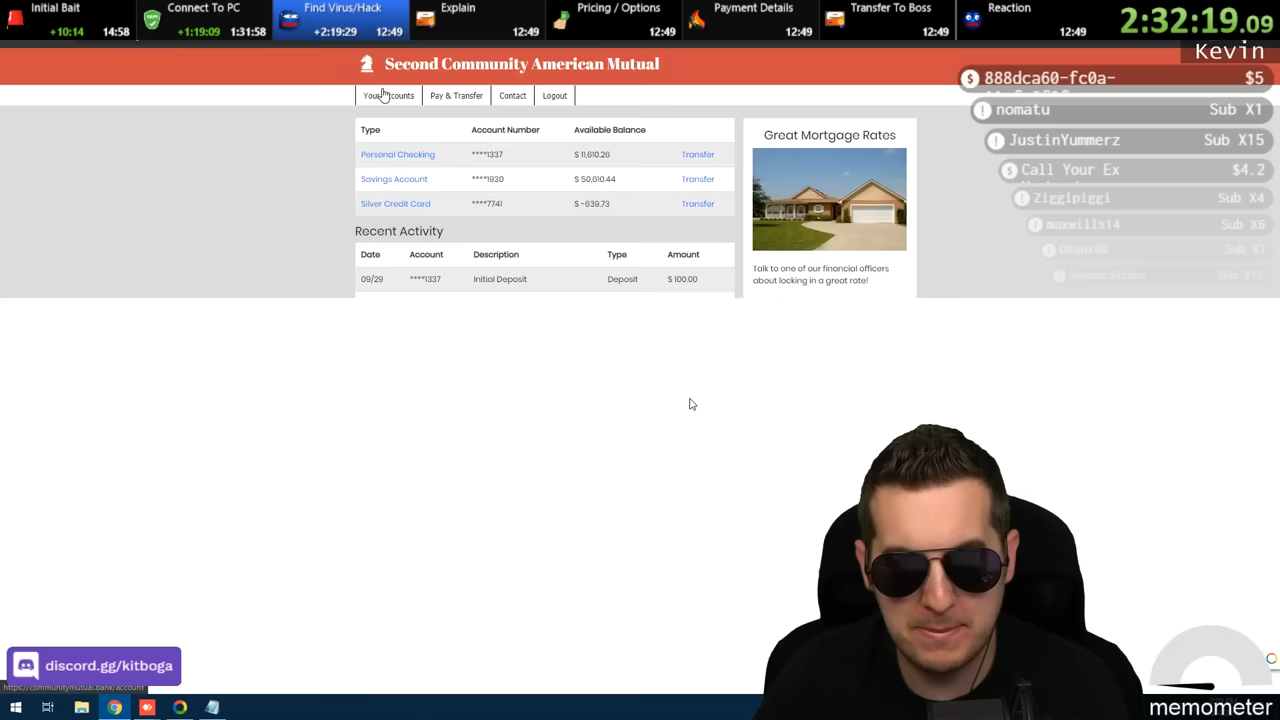 Initial Bait
+10:14 14:58
Connect To PC
+1:19:09 1:31:58
Find Virus/Hack
+2:19:29 12:49
Explain
12:49
Pricing / Options
12:49
Payment Details
12:49
Transfer To Boss
12:49
Reaction
12:49
2:32:19.09
Kevin
Second Community American Mutual
Your Accounts Pay & Transfer Contact Logout
888dca60-fc0a- $5
nomatu Sub X1
JustinYummerz Sub X15
Call Your Ex $4.2
Ziggipiggi Sub X4
maxwills14 Sub X6
Sub X1
Type Account Number Available Balance
Personal Checking ****1337 $ 11,610.26 Transfer
Savings Account ****1930 $ 50,610.44 Transfer
Silver Credit Card ****7741 $ -639.73 Transfer
Recent Activity
Date Account Description Type Amount
09/29 ****1337 Initial Deposit Deposit $ 100.00
Great Mortgage Rates
Talk to one of our financial officers
about locking in a great rate!
discord.gg/kitboga
https://communitymutual.bank/account
memometer